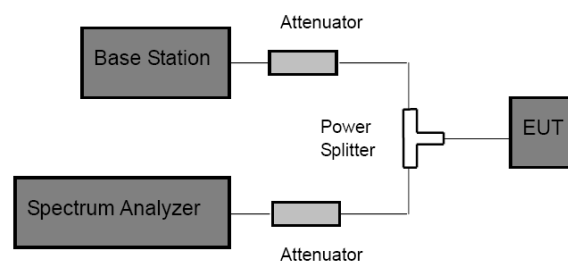 Attenuator
Base Station
Power
Splitter
EUT
Spectrum Analyzer
Attenuator